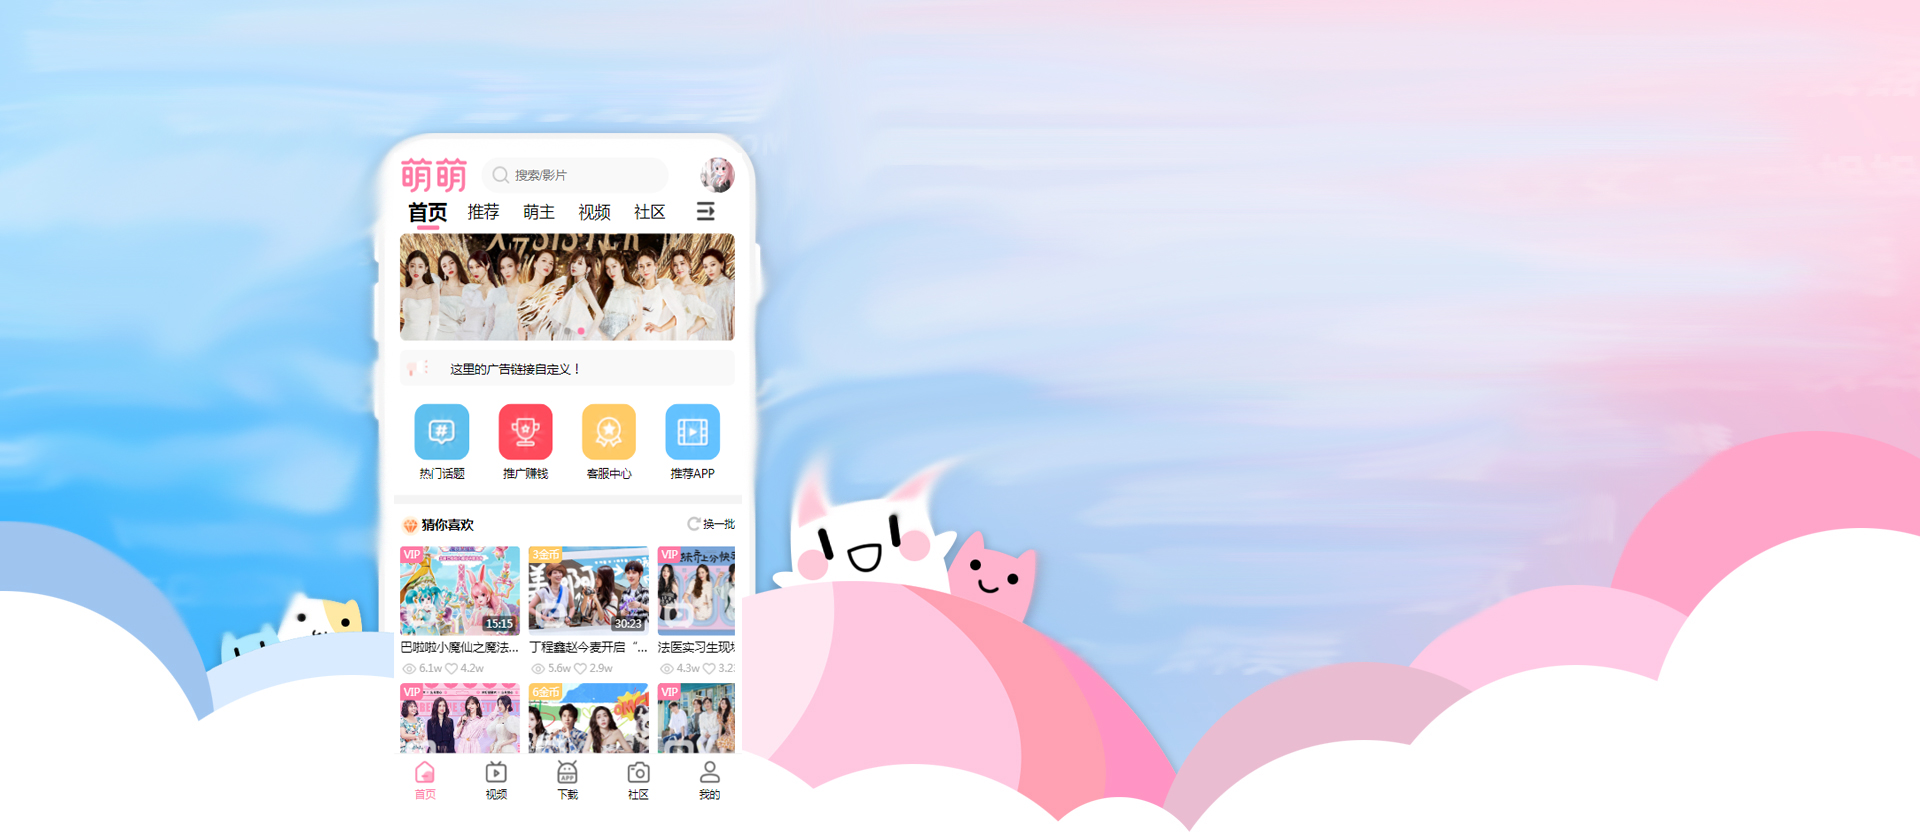 萌萌
搜索/影片
首页 推荐 萌主 视频 社区
SISTER
这里的广告链接自定义！
#
热门话题 推广赚钱 客服中心 推荐APP
猜你喜欢 换一批
VIP 3金币 VIP
15:15 30:23
巴啦啦小魔仙之魔法... 丁程鑫赵今麦开启“... 法医实习生现场
6.1w 4.2w 5.6w 2.9w 4.3w 3.2
VIP 6金币 VIP
APP
首页 视频 下载 社区 我的